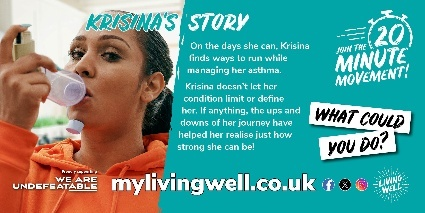 KRISINA'S STORY
On the days she can, Krisina
finds ways to run while
managing her asthma.
Krisina doesn't let her
condition limit or define
her. If anything, the ups and
downs of her journey have
helped her realise just how
strong she can be!
JOIN THE 20
MINUTE
MOVEMENT!
WHAT COULD
YOU DO?
WE ARE
UNDEFEATABLE
mylivingwell.co.uk
LIVING
WELL